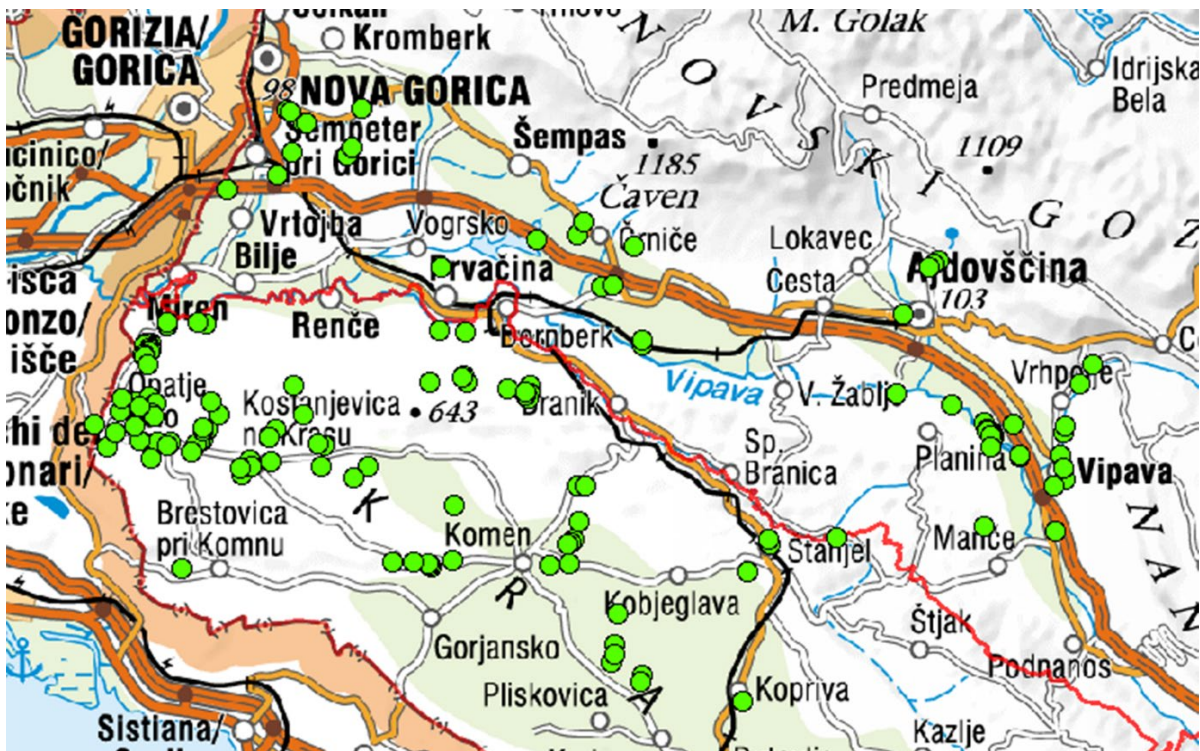 GORIZIA/
GORICA
Kromberk
M. Golak
Predmeja
Idrijska
Bela
98
NOVA GORICA
Šempeter
pri Gorici
Šempas
1185
1109
N O V S K I
G O Z
Čaven
Vrtojba
Vogrsko
Črniče
Lokavec
Cesta
Ajdovščina
103
Bilje
Prvačina
Miren
Renče
Dornberk
Vipava
V. Žablje
Vrhpolje
Opatje
Kostanjevica
na Krasu
643
Branik
Sp.
Branica
Planina
Vipava
Brestovica
pri Komnu
K
Komen
Štanjel
Manče
N A N
R
Kobjeglava
Štjak
Gorjansko
Podnanos
Pliskovica
A
Kopriva
Sistiana/
Kazlje